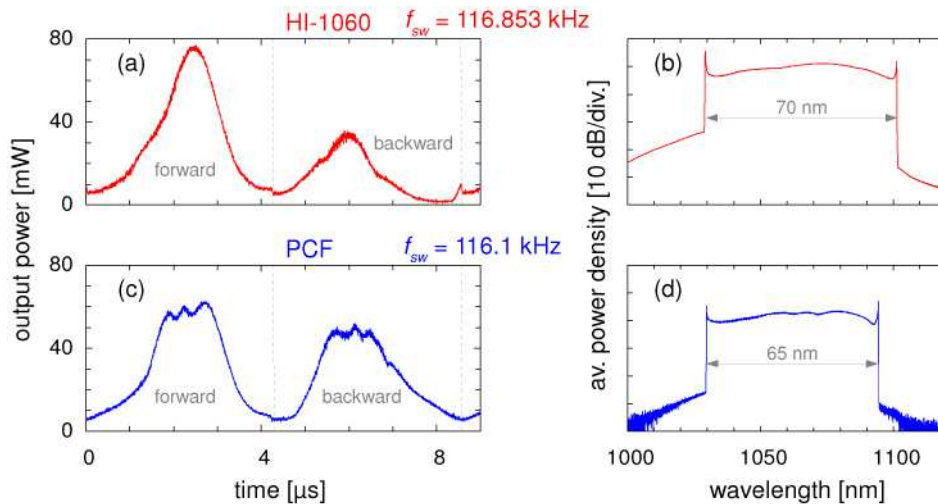 HI-1060 f_sw = 116.853 kHz
80
(a)
(b)
40
forward
backward
70 nm
0
PCF f_sw = 116.1 kHz
80
(c)
(d)
40
forward
backward
65 nm
0
0 4 8
1000 1050 1100
time [μs]
wavelength [nm]
output power [mW]
av. power density [10 dB/div.]